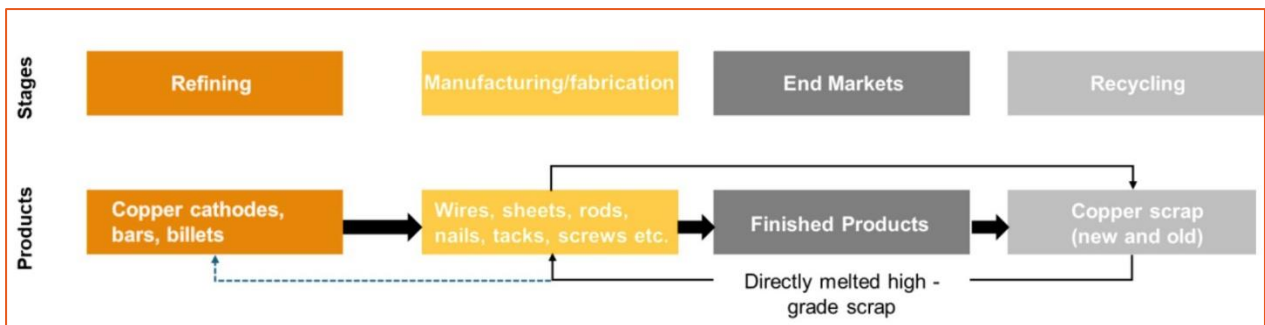 Stages
Refining
Manufacturing/fabrication
End Markets
Recycling
Products
Copper cathodes,
bars, billets
Wires, sheets, rods,
nails, tacks, screws etc.
Finished Products
Copper scrap
(new and old)
Directly melted high -
grade scrap